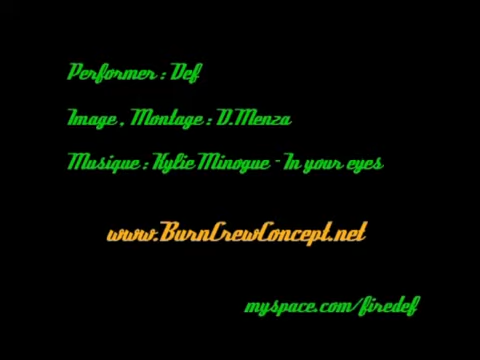 Performer : Def
Image , Montage : D.Menza
Musique : Kylie Minogue - In your eyes
www.BurnCrewConcept.net
myspace.com/firedef